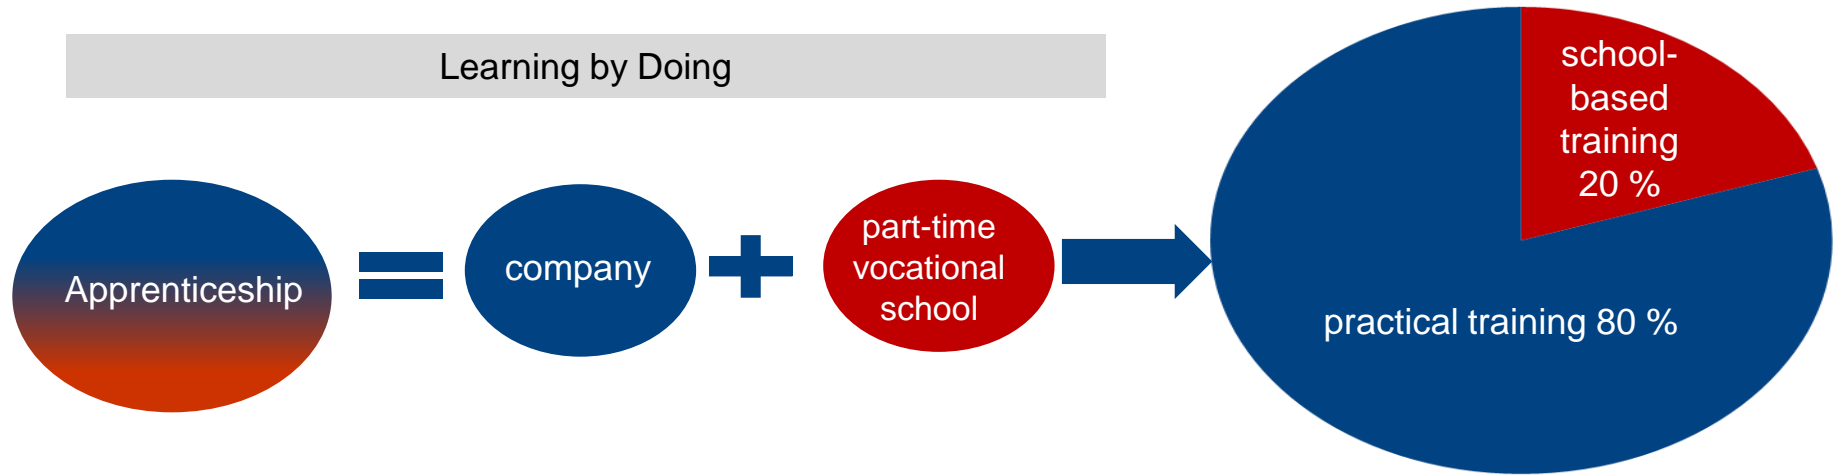 Learning by Doing
Apprenticeship
company
part-time
vocational
school
school-
based
training
20 %
practical training 80 %